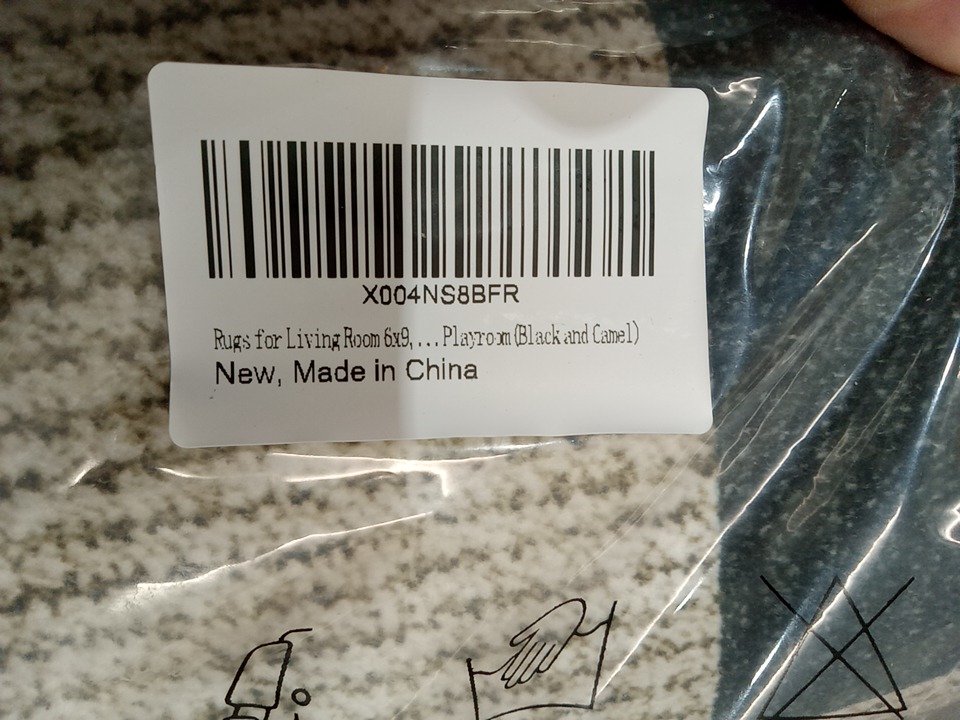 X004NS8BFR
Rugs for Living Room 6x9, ... Playroom (Black and Camel)
New, Made in China